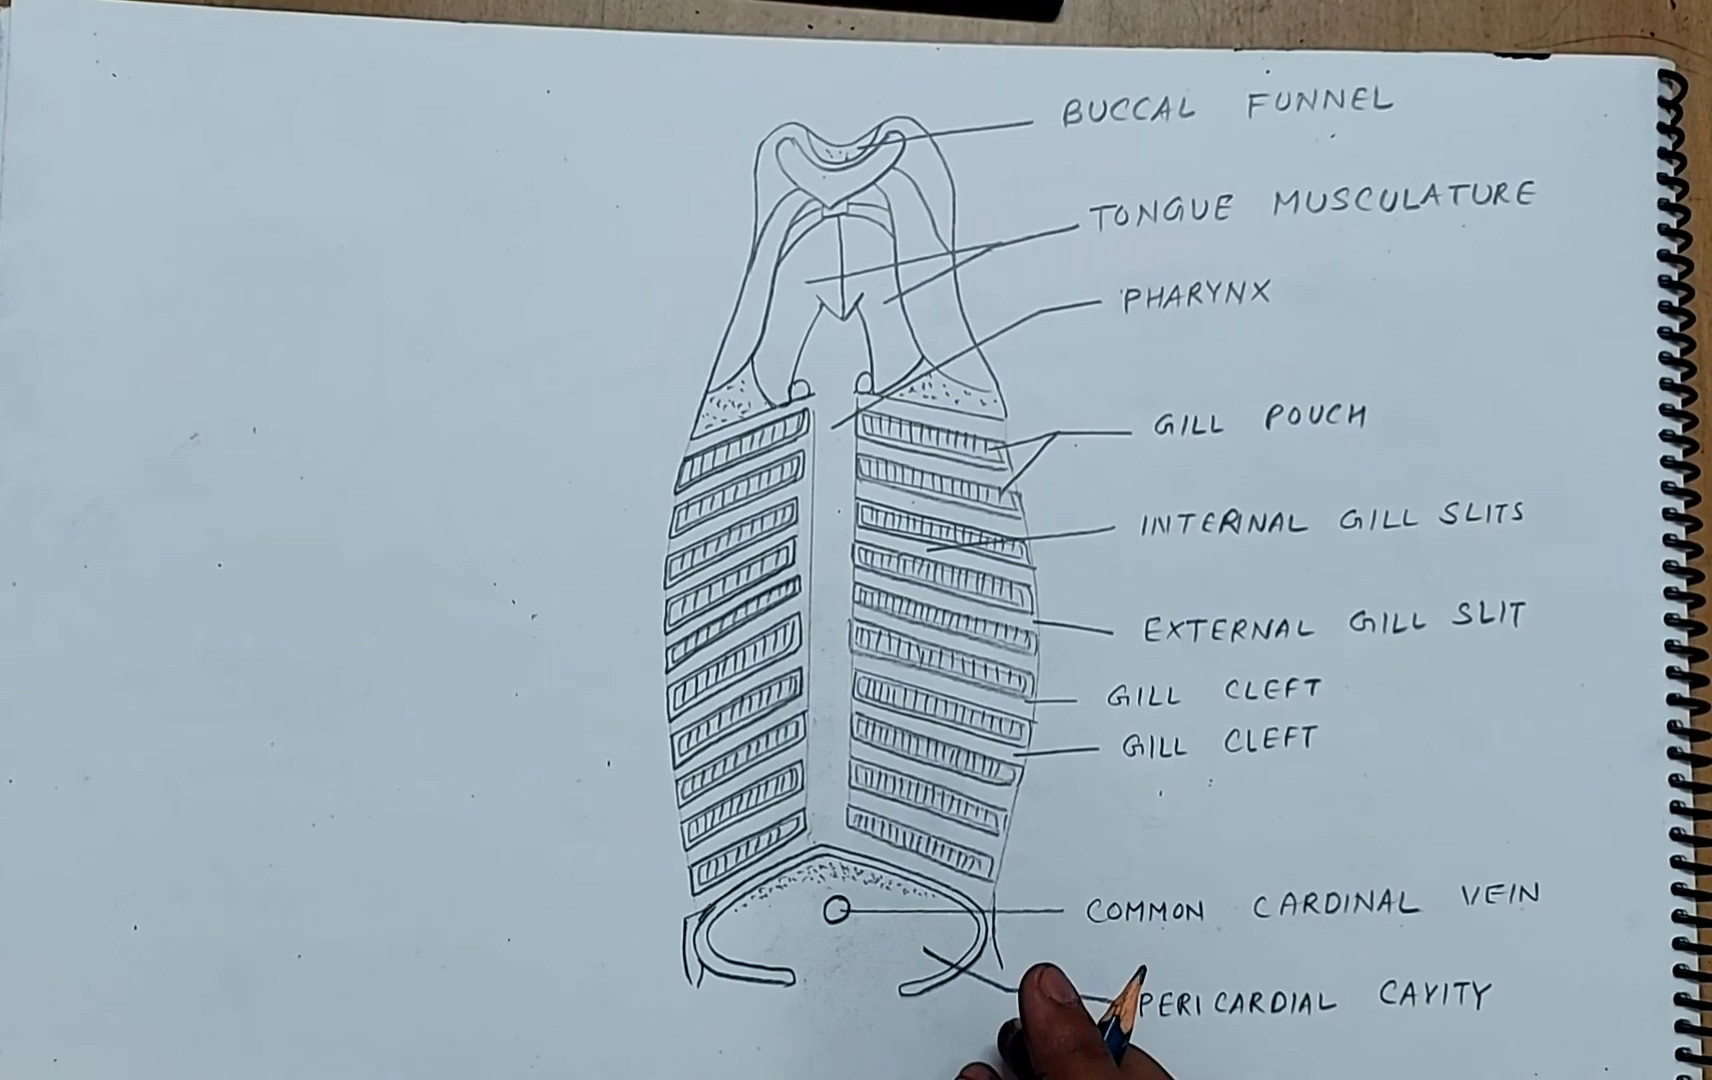 BUCCAL FUNNEL
TONGUE MUSCULATURE
PHARYNX
GILL POUCH
INTERNAL GILL SLITS
EXTERNAL GILL SLIT
GILL CLEFT
GILL CLEFT
COMMON CARDINAL VEIN
PERICARDIAL CAVITY